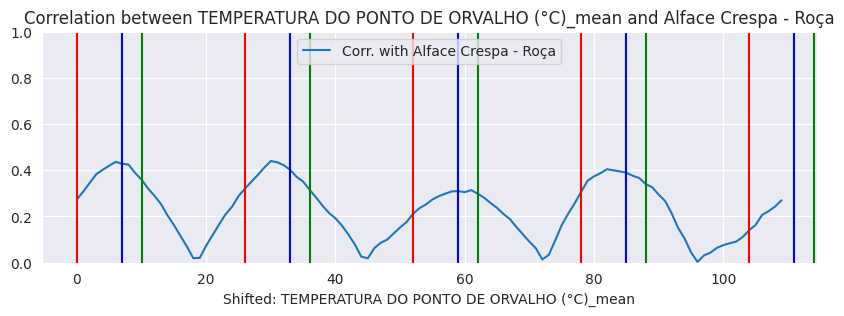 Correlation between TEMPERATURA DO PONTO DE ORVALHO (°C)_mean and Alface Crespa - Roça
1.0
Corr. with Alface Crespa - Roça
0.8
0.6
0.4
0.2
0.0
0 20 40 60 80 100
Shifted: TEMPERATURA DO PONTO DE ORVALHO (°C)_mean